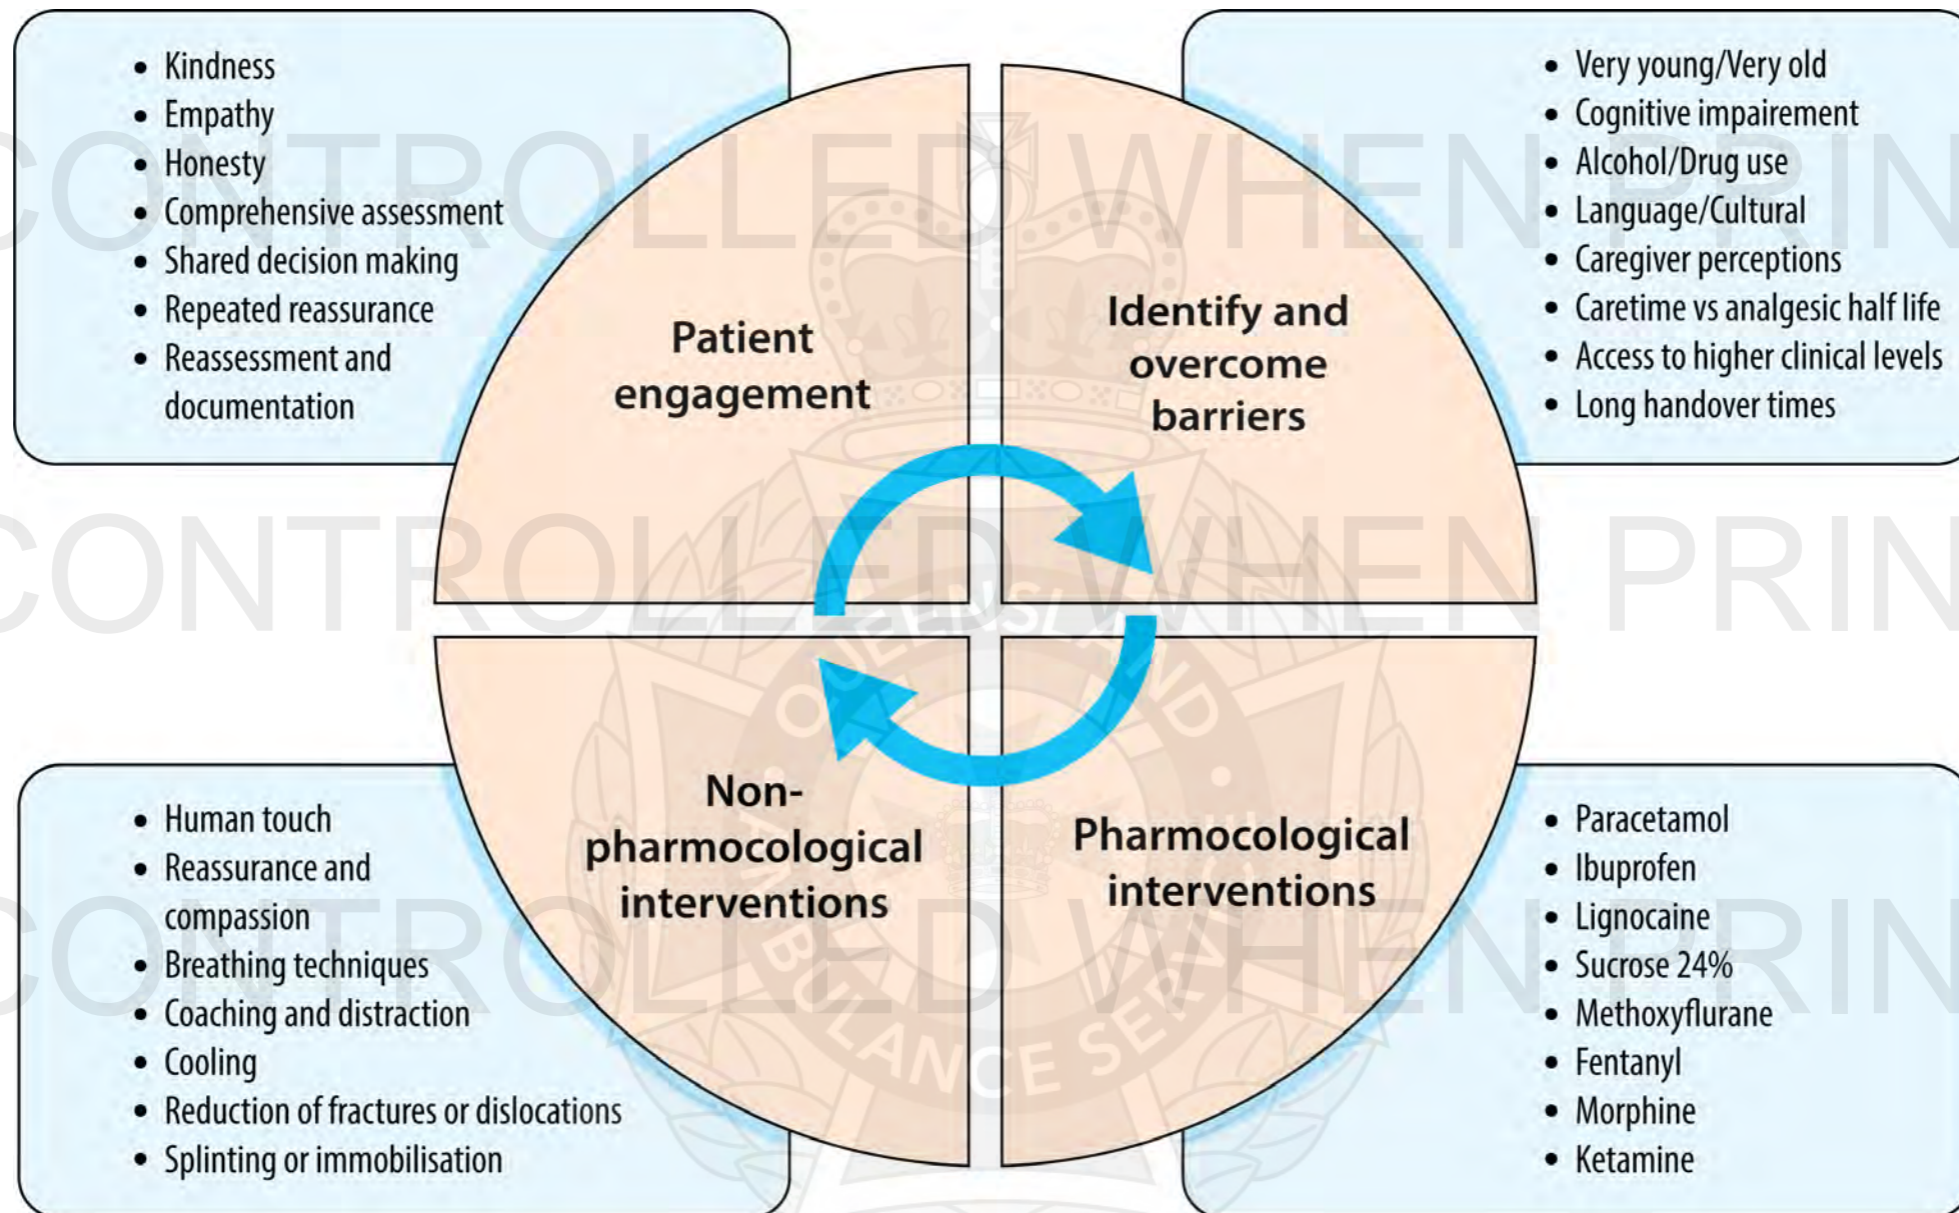 • Kindness
• Empathy
• Honesty
• Comprehensive assessment
• Shared decision making
• Repeated reassurance
• Reassessment and
documentation
Patient
engagement
• Very young/Very old
• Cognitive impairement
• Alcohol/Drug use
• Language/Cultural
• Caregiver perceptions
• Caretime vs analgesic half life
• Access to higher clinical levels
• Long handover times
Identify and
overcome
barriers
• Human touch
• Reassurance and
compassion
• Breathing techniques
• Coaching and distraction
• Cooling
• Reduction of fractures or dislocations
• Splinting or immobilisation
Non-
pharmocological
interventions
Pharmocological
interventions
• Paracetamol
• Ibuprofen
• Lignocaine
• Sucrose 24%
• Methoxyflurane
• Fentanyl
• Morphine
• Ketamine
CONTROLLED WHEN PRIN
CONTROLLED WHEN PRIN
CONTROLLED WHEN PRIN
QUEENSLAND
AMBULANCE SERVICE